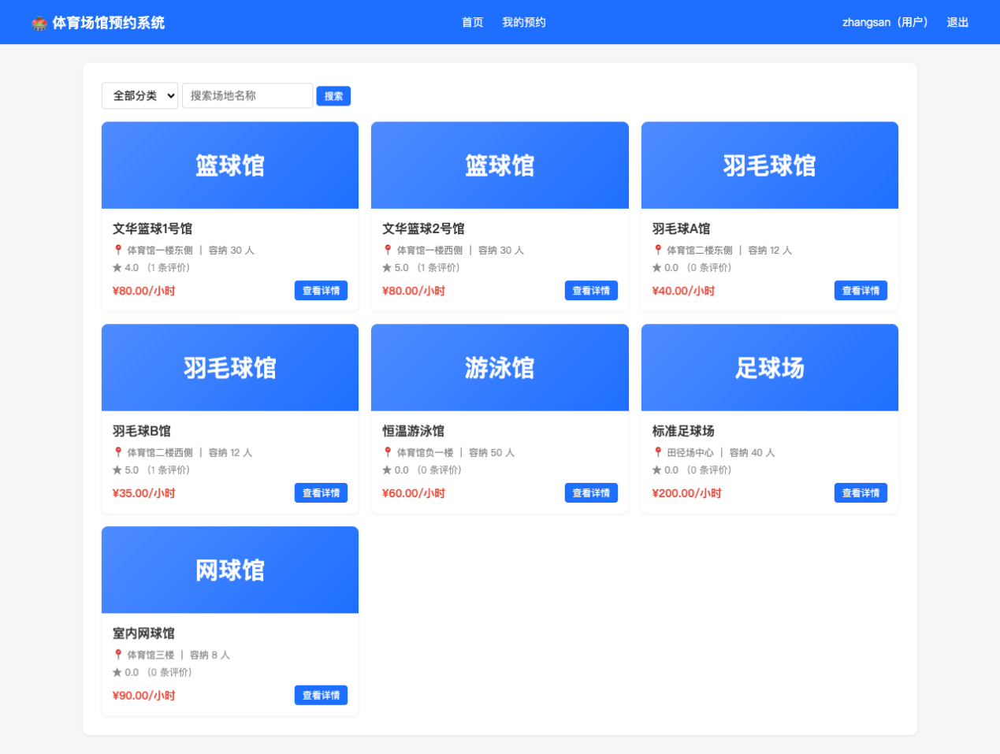 体育场馆预约系统
首页 我的预约
zhangsan（用户） 退出
全部分类 搜索场地名称 搜索
篮球馆
文华篮球1号馆
体育馆一楼东侧 | 容纳 30 人
★ 4.0 （1 条评价）
¥80.00/小时 查看详情
篮球馆
文华篮球2号馆
体育馆一楼西侧 | 容纳 30 人
★ 5.0 （1 条评价）
¥80.00/小时 查看详情
羽毛球馆
羽毛球A馆
体育馆二楼东侧 | 容纳 12 人
★ 0.0 （0 条评价）
¥40.00/小时 查看详情
羽毛球馆
羽毛球B馆
体育馆二楼西侧 | 容纳 12 人
★ 5.0 （1 条评价）
¥35.00/小时 查看详情
游泳馆
恒温游泳馆
体育馆负一楼 | 容纳 50 人
★ 0.0 （0 条评价）
¥60.00/小时 查看详情
足球场
标准足球场
田径场中心 | 容纳 40 人
★ 0.0 （0 条评价）
¥200.00/小时 查看详情
网球馆
室内网球馆
体育馆三楼 | 容纳 8 人
★ 0.0 （0 条评价）
¥90.00/小时 查看详情